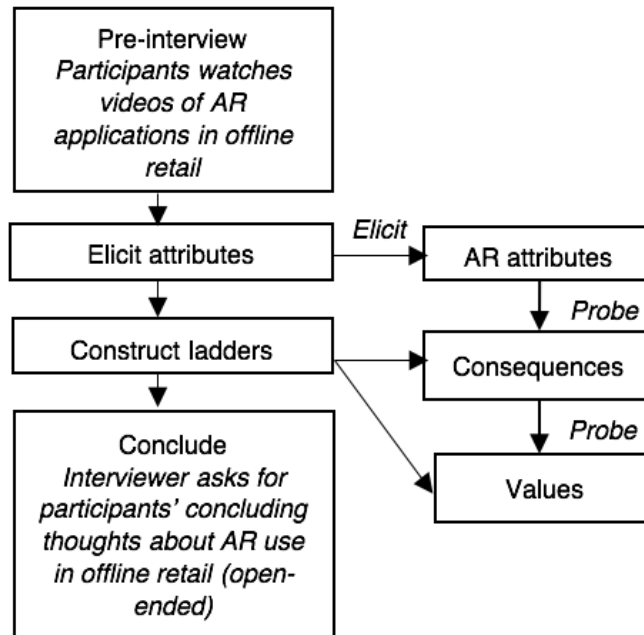 Pre-interview
Participants watches
videos of AR
applications in offline
retail
Elicit attributes
Elicit
AR attributes
Probe
Construct ladders
Consequences
Probe
Values
Conclude
Interviewer asks for
participants' concluding
thoughts about AR use
in offline retail (open-
ended)